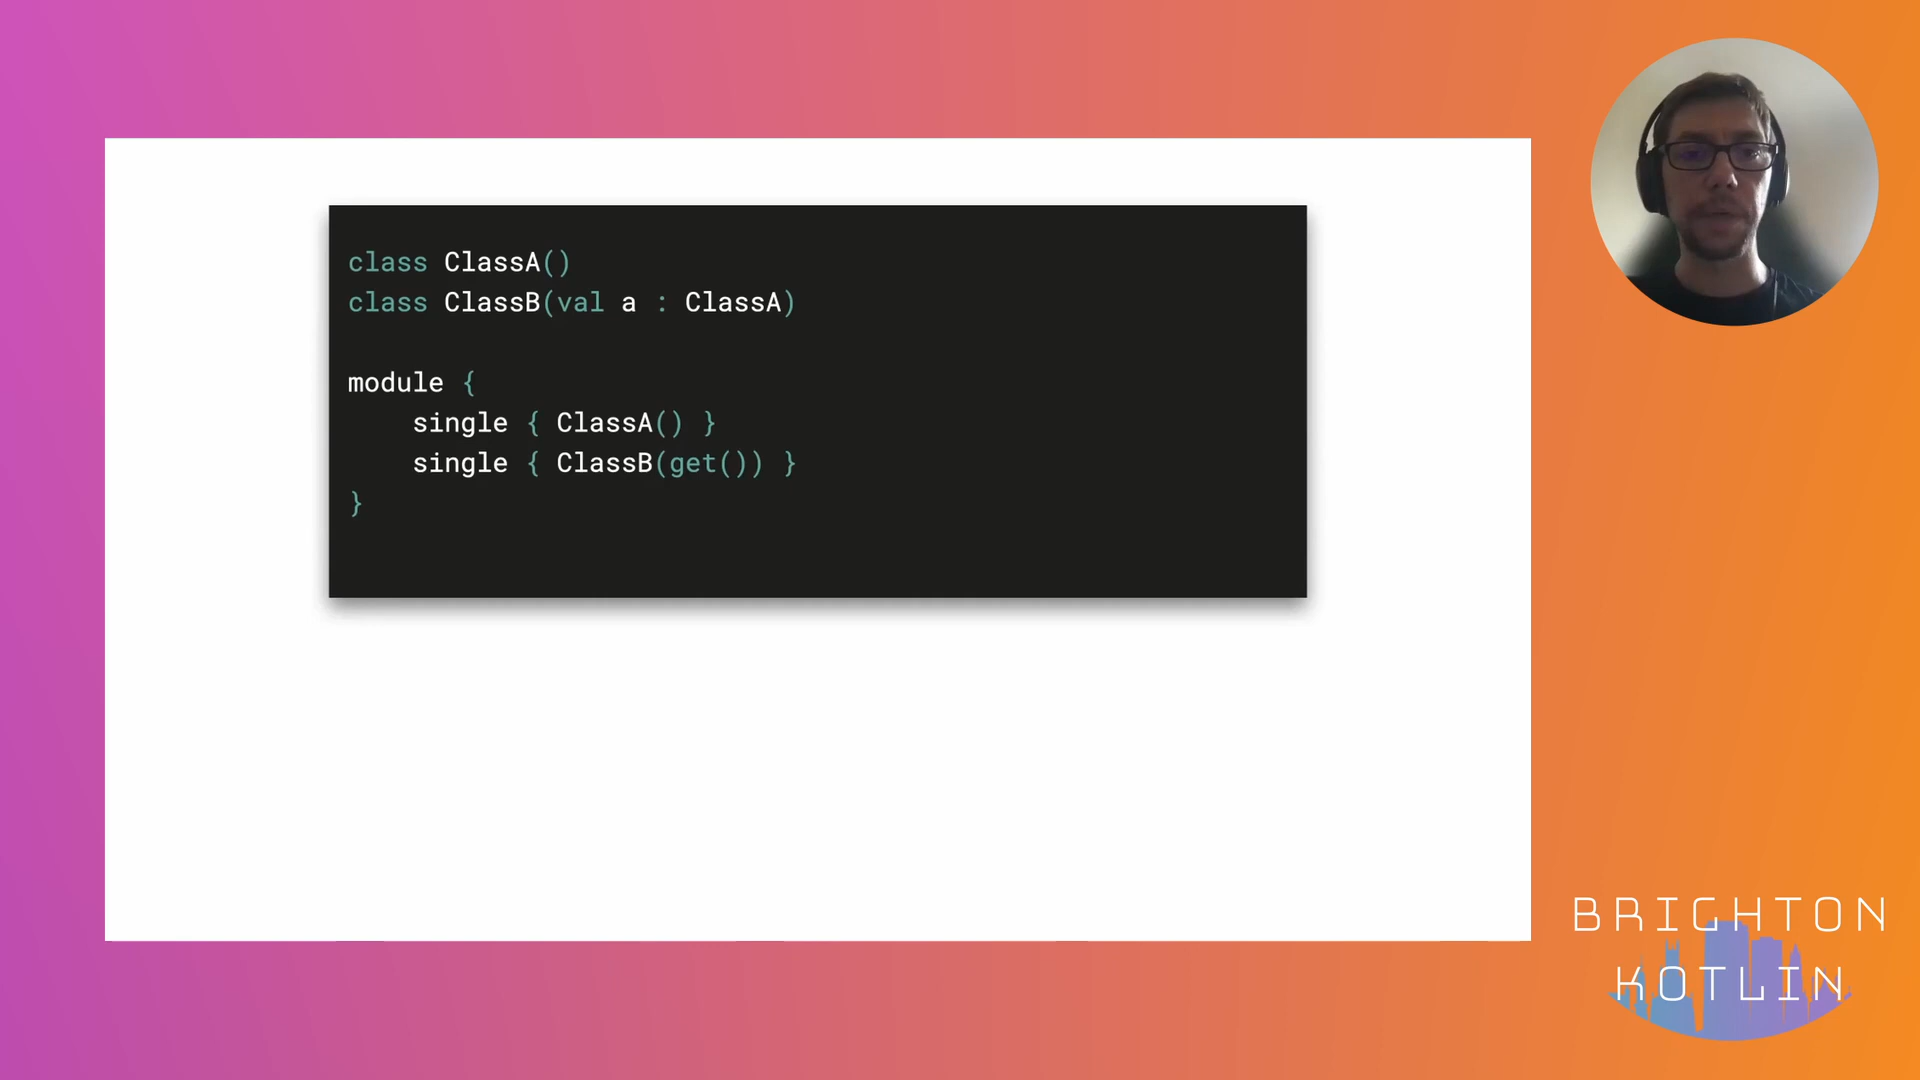 class ClassA()
class ClassB(val a : ClassA)
module {
    single { ClassA() }
    single { ClassB(get()) }
}
BRIGHTON
KOTLIN